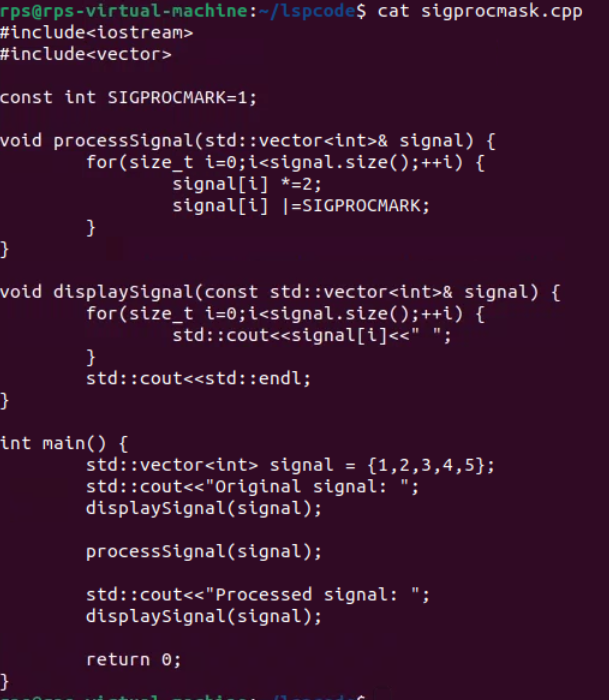 rps@rps-virtual-machine:~/lspcode$ cat sigprocmask.cpp
#include<iostream>
#include<vector>

const int SIGPROCMARK=1;

void processSignal(std::vector<int>& signal) {
        for(size_t i=0;i<signal.size();++i) {
                signal[i] *=2;
                signal[i] |=SIGPROCMARK;
        }
}

void displaySignal(const std::vector<int>& signal) {
        for(size_t i=0;i<signal.size();++i) {
                std::cout<<signal[i]<<" ";
        }
        std::cout<<std::endl;
}

int main() {
        std::vector<int> signal = {1,2,3,4,5};
        std::cout<<"Original signal: ";
        displaySignal(signal);

        processSignal(signal);

        std::cout<<"Processed signal: ";
        displaySignal(signal);

        return 0;
}